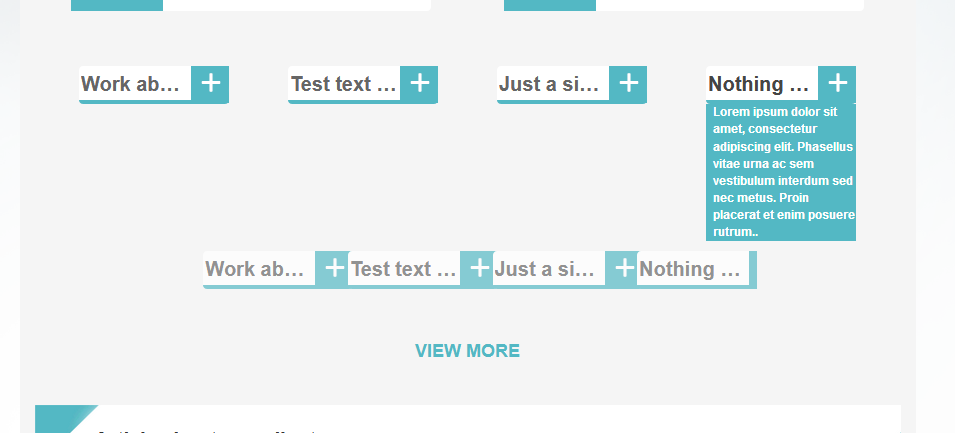 Work ab... +
Test text ... +
Just a si... +
Nothing ... +
Lorem ipsum dolor sit
amet, consectetur
adipiscing elit. Phasellus
vitae urna ac sem
vestibulum interdum sed
nec metus. Proin
placerat et enim posuere
rutrum..
Work ab... +
Test text ... +
Just a si... +
Nothing ...
VIEW MORE